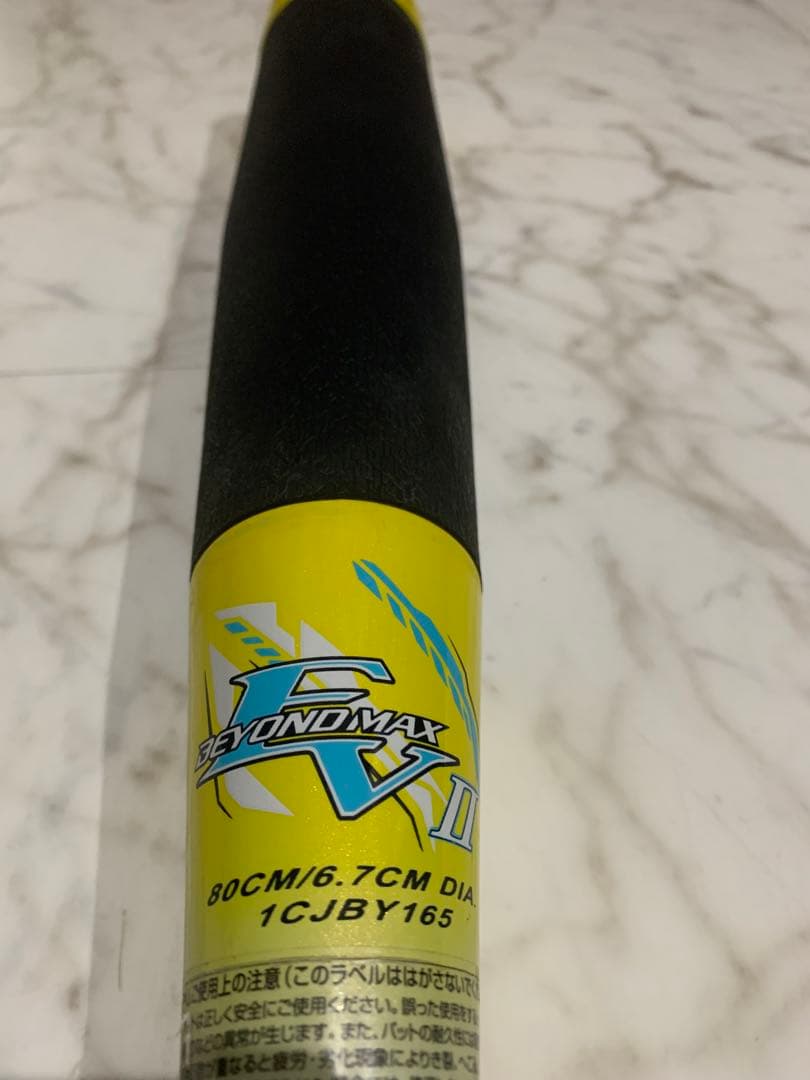 EV
BEYONDMAX
II
80CM/6.7CM DIA.
1CJBY165
使用上の注意(このラベルははがさないで
は正しく安全にご使用ください。誤った使用を
などの異常が生じます。また、バットの耐久性に
重なると疲労・劣化現象によりき裂、へこ